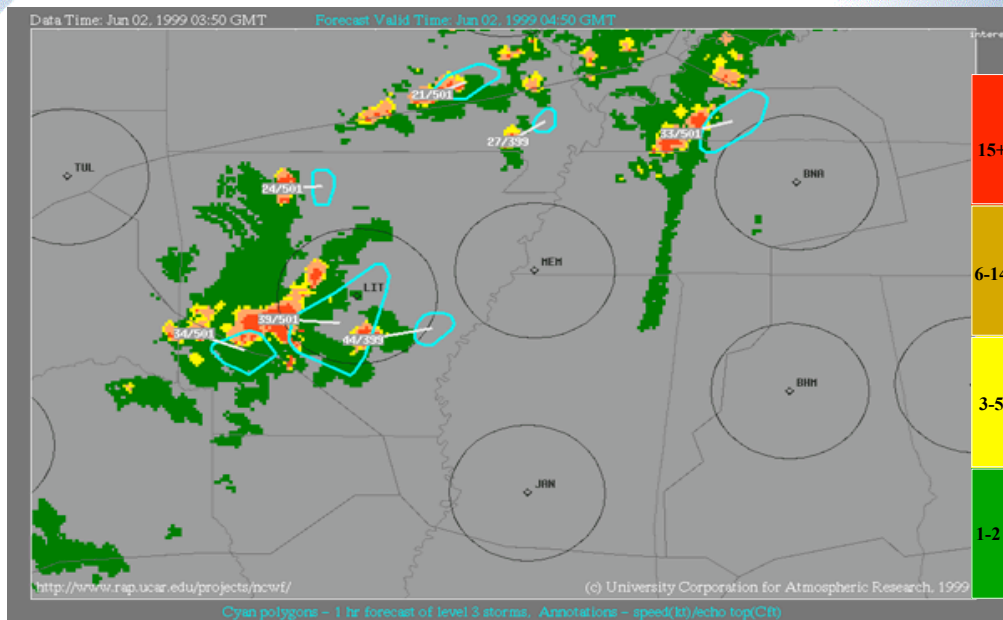 Data Time: Jun 02, 1999 03:50 GMT Forecast Valid Time: Jun 02, 1999 04:50 GMT
21/501
27/399
33/501
15+
TUL
BNA
24/501
MEM
6-14
LIT
39/501
34/501
44/399
BHM
3-5
JAN
1-2
http://www.rap.ucar.edu/projects/ncwf/ (c) University Corporation for Atmospheric Research, 1999
Cyan polygons - 1 hr forecast of level 3 storms, Annotations - speed(kt)/echo top(Cft)